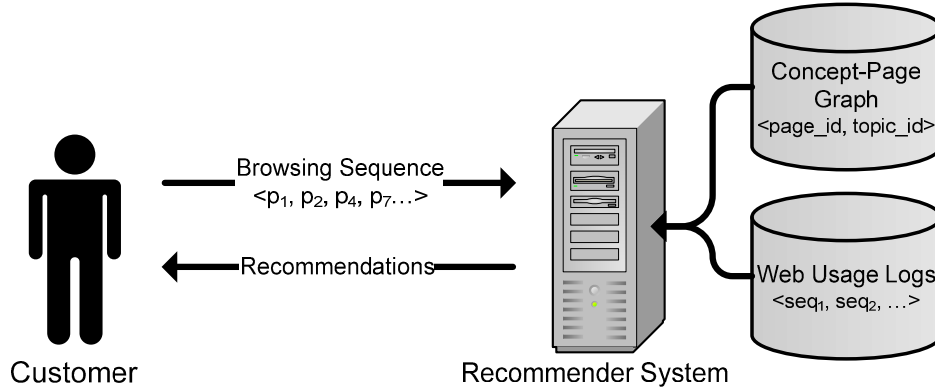 Concept-Page
Graph
<page_id, topic_id>
Browsing Sequence
<p₁, p₂, p₄, p₇…>
Recommendations
Web Usage Logs
<seq₁, seq₂, …>
Customer
Recommender System